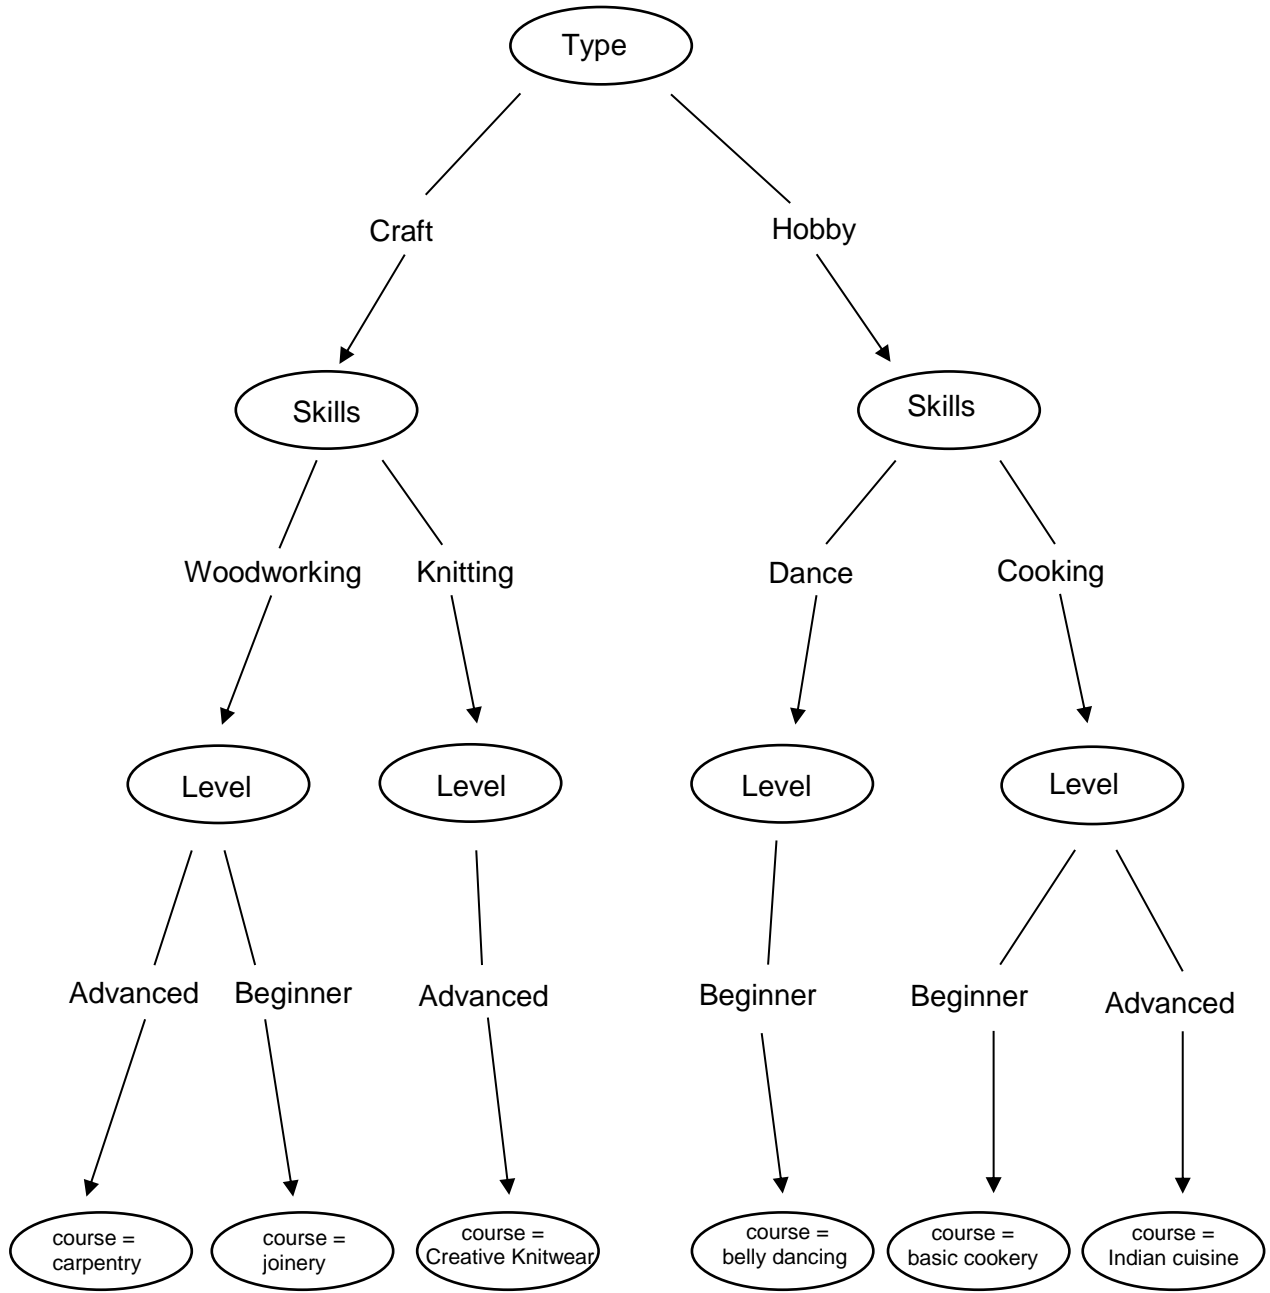 Type
Craft
Hobby
Skills
Skills
Woodworking
Knitting
Dance
Cooking
Level
Level
Level
Level
Advanced
Beginner
Advanced
Beginner
Beginner
Advanced
course =
carpentry
course =
joinery
course =
Creative Knitwear
course =
belly dancing
course =
basic cookery
course =
Indian cuisine